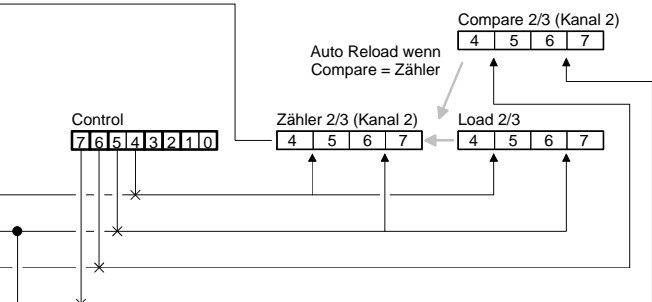 Compare 2/3 (Kanal 2)
4 5 6 7
Auto Reload wenn
Compare = Zähler
Control
7 6 5 4 3 2 1 0
Zähler 2/3 (Kanal 2)
4 5 6 7
Load 2/3
4 5 6 7